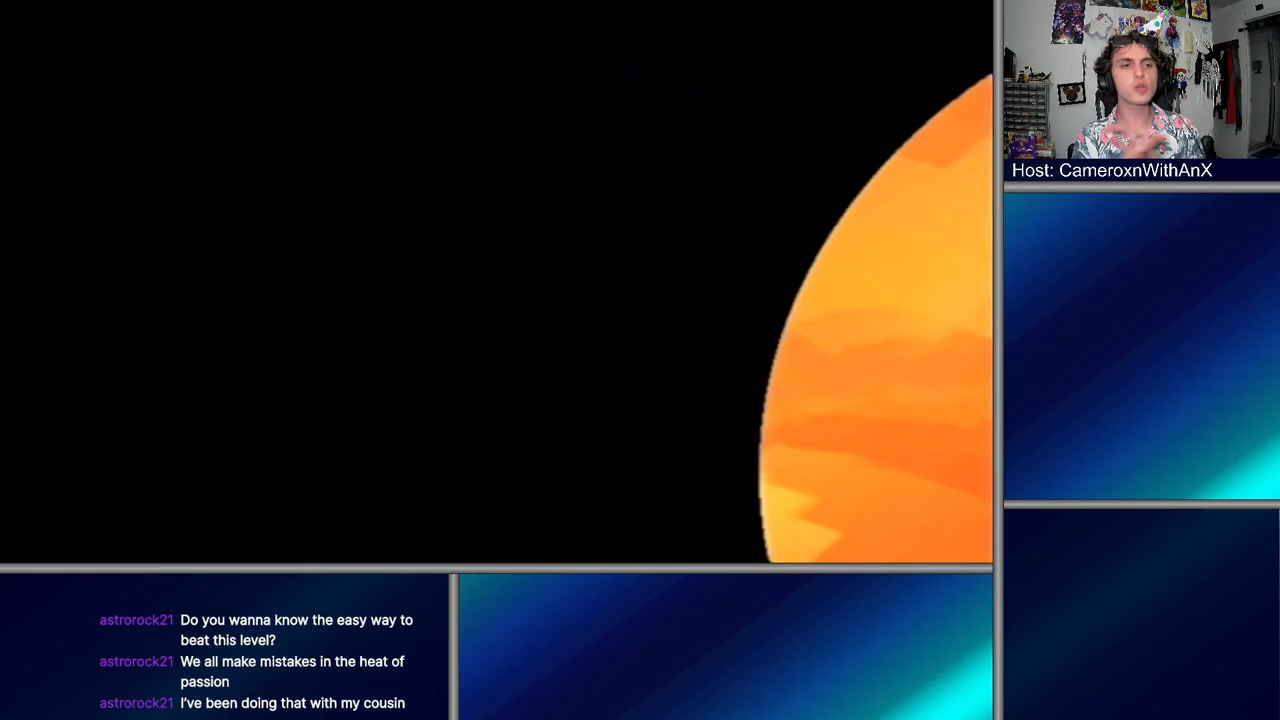 Host: CameroxnWithAnX
astrorock21 Do you wanna know the easy way to
beat this level?
astrorock21 We all make mistakes in the heat of
passion
astrorock21 I've been doing that with my cousin